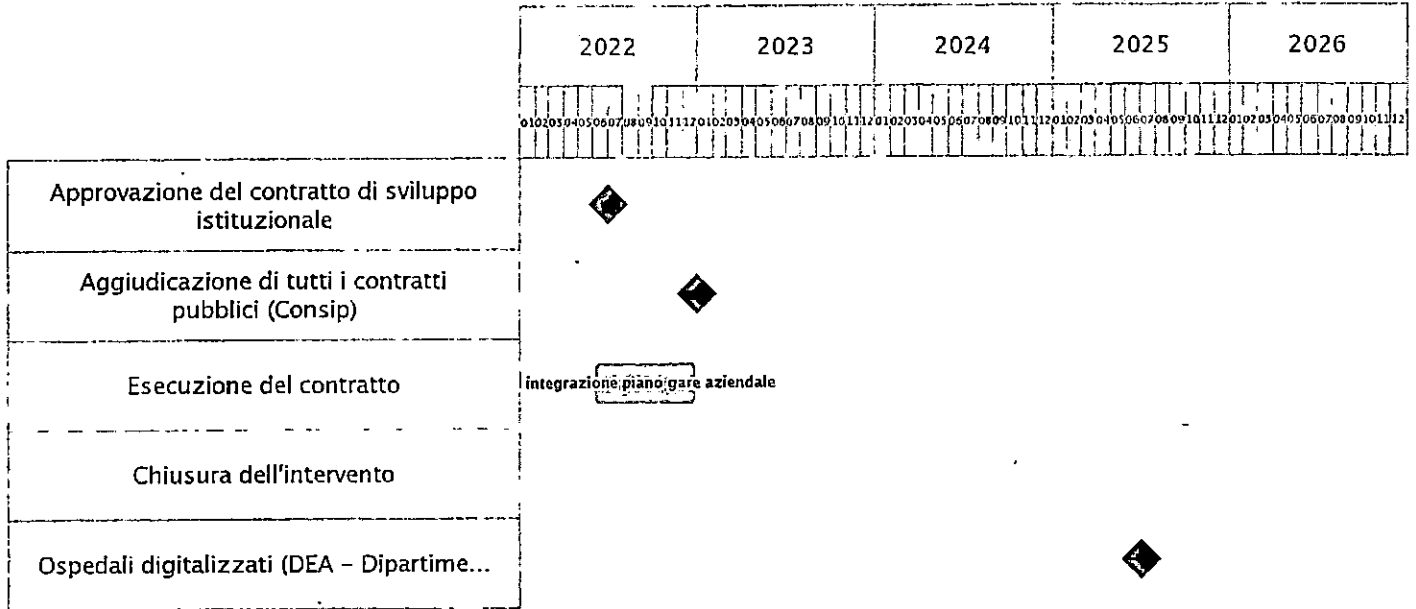 2022 2023 2024 2025 2026
01 02 03 04 05 06 07 08 09 10 11 12 01 02 03 04 05 06 07 08 09 10 11 12 01 02 03 04 05 06 07 08 09 10 11 12 01 02 03 04 05 06 07 08 09 10 11 12 01 02 03 04 05 06 07 08 09 10 11 12
Approvazione del contratto di sviluppo
istituzionale
Aggiudicazione di tutti i contratti
pubblici (Consip)
Esecuzione del contratto
integrazione piano gare aziendale
Chiusura dell'intervento
Ospedali digitalizzati (DEA – Dipartime...